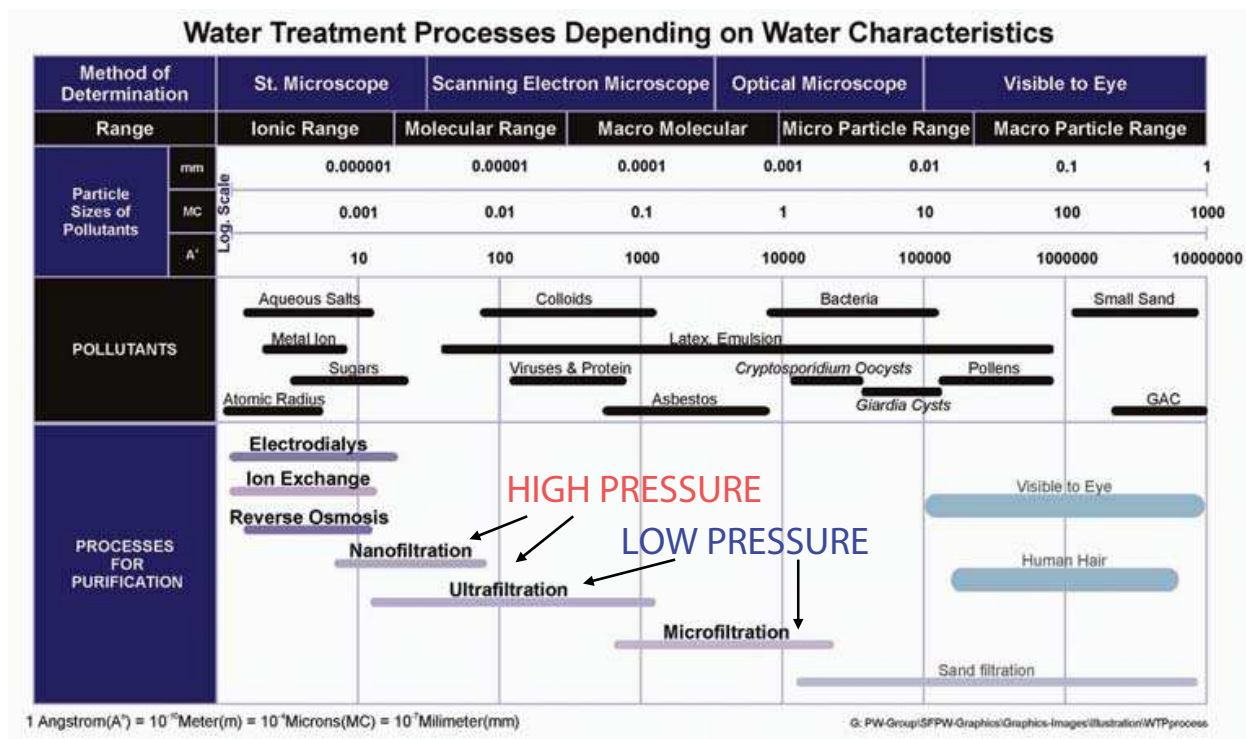 Water Treatment Processes Depending on Water Characteristics
Method of Determination St. Microscope Scanning Electron Microscope Optical Microscope Visible to Eye
Range Ionic Range Molecular Range Macro Molecular Micro Particle Range Macro Particle Range
Particle Sizes of Pollutants
Log. Scale
mm 0.000001 0.00001 0.0001 0.001 0.01 0.1 1
MC 0.001 0.01 0.1 1 10 100 1000
A° 10 100 1000 10000 100000 1000000 10000000
POLLUTANTS
Aqueous Salts Colloids Bacteria Small Sand
Metal Ion Latex. Emulsion
Sugars Viruses & Protein Cryptosporidium Oocysts Pollens
Atomic Radius Asbestos Giardia Cysts GAC
PROCESSES FOR PURIFICATION
Electrodialys
Ion Exchange HIGH PRESSURE Visible to Eye
Reverse Osmosis
LOW PRESSURE
Nanofiltration Human Hair
Ultrafiltration
Microfiltration
Sand filtration
1 Angstrom(A°) = 10⁻¹⁰Meter(m) = 10⁻⁴Microns(MC) = 10⁻⁷Milimeter(mm)
G: PW-Group\SFPW-Graphics\Graphics-Images\Illustration\WTPprocess